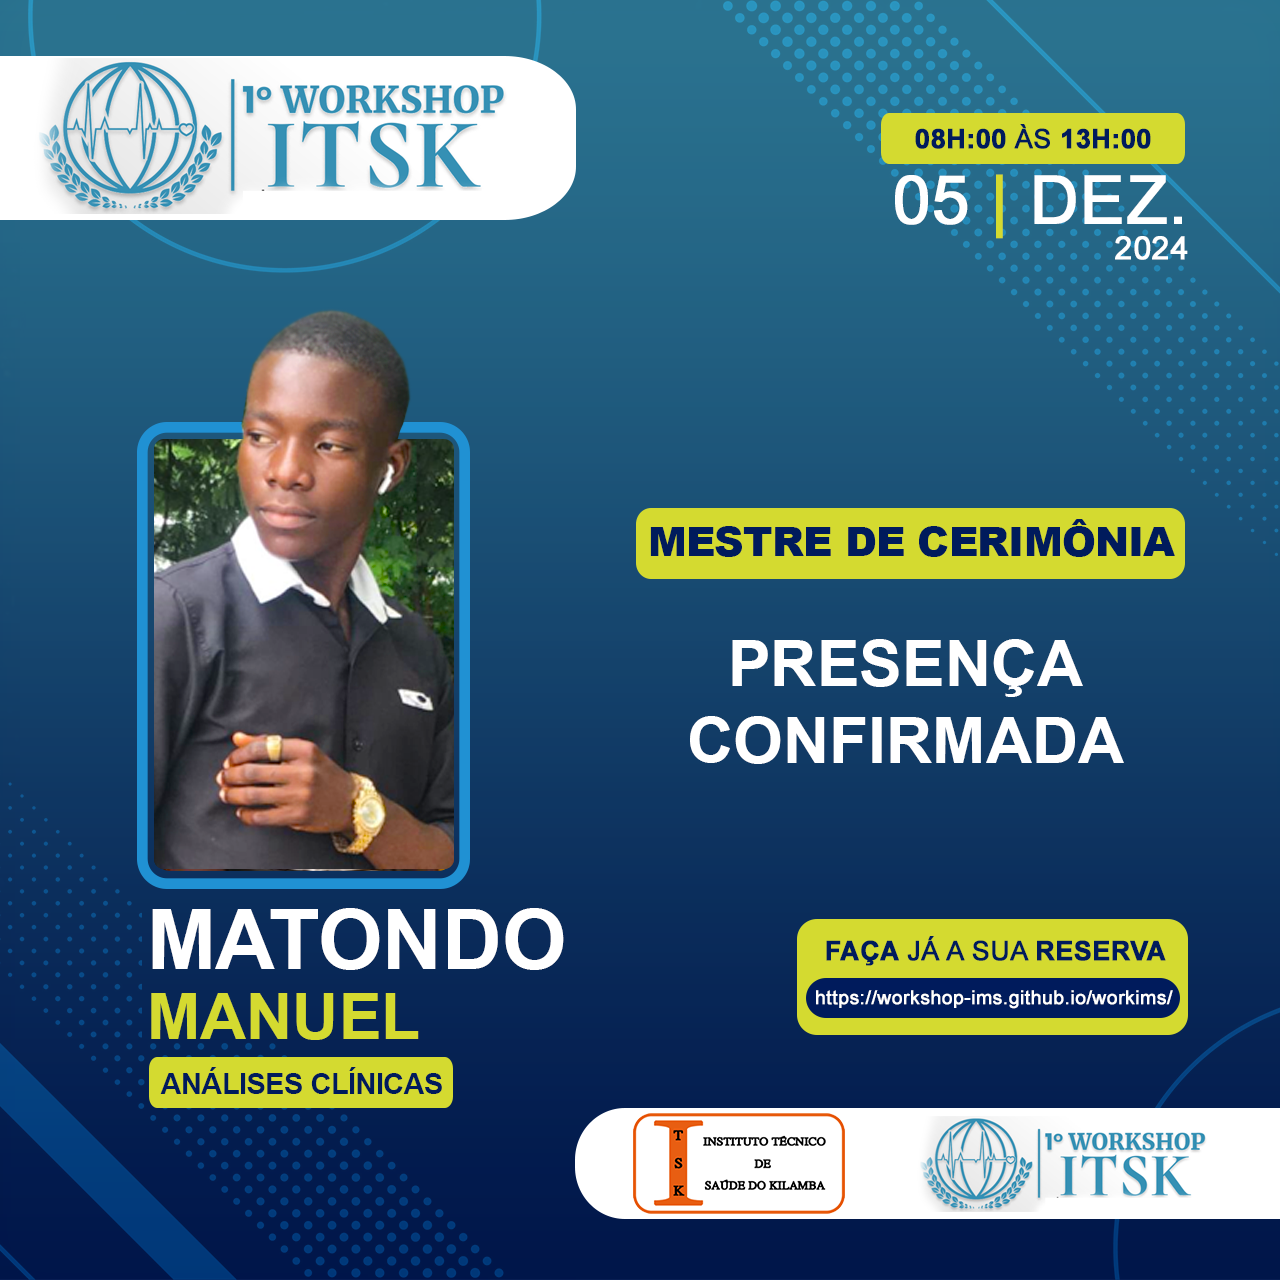 1º WORKSHOP
ITSK
08H:00 ÀS 13H:00
05 | DEZ.
2024
MESTRE DE CERIMÔNIA
PRESENÇA
CONFIRMADA
MATONDO
MANUEL
ANÁLISES CLÍNICAS
FAÇA JÁ A SUA RESERVA
https://workshop-ims.github.io/workims/
TSK
INSTITUTO TÉCNICO
DE
SAÚDE DO KILAMBA
1º WORKSHOP
ITSK